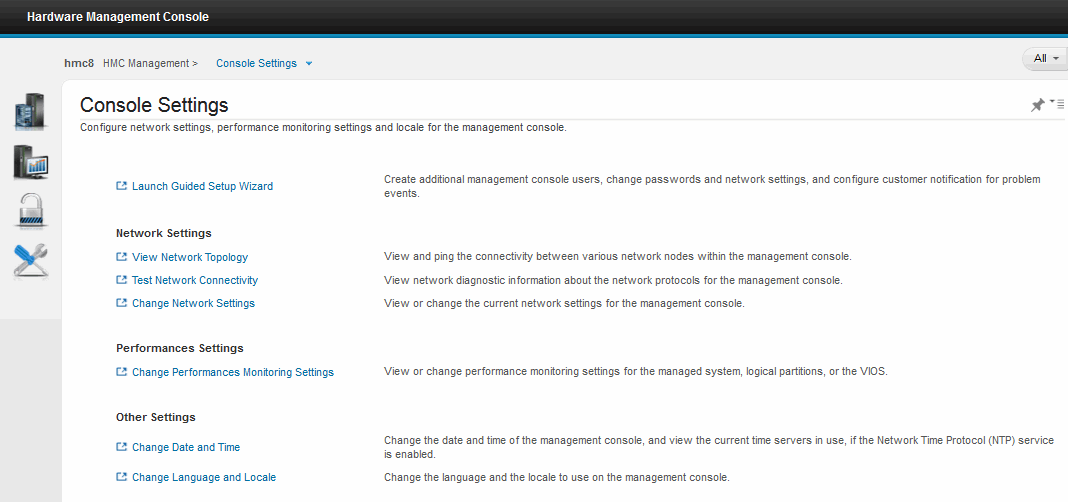 Hardware Management Console
hmc8 HMC Management > Console Settings
All
Console Settings
Configure network settings, performance monitoring settings and locale for the management console.
Launch Guided Setup Wizard
Create additional management console users, change passwords and network settings, and configure customer notification for problem
events.
Network Settings
View Network Topology
View and ping the connectivity between various network nodes within the management console.
Test Network Connectivity
View network diagnostic information about the network protocols for the management console.
Change Network Settings
View or change the current network settings for the management console.
Performances Settings
Change Performances Monitoring Settings
View or change performance monitoring settings for the managed system, logical partitions, or the VIOS.
Other Settings
Change Date and Time
Change the date and time of the management console, and view the current time servers in use, if the Network Time Protocol (NTP) service
is enabled.
Change Language and Locale
Change the language and the locale to use on the management console.